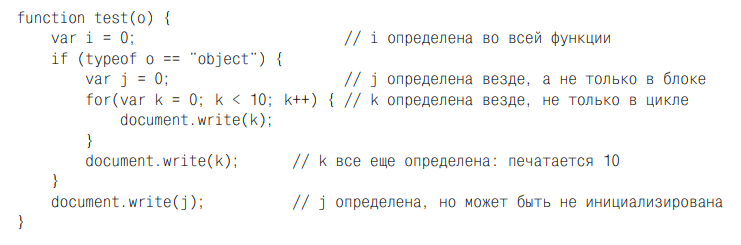 function test(o) {
    var i = 0;                      // i определена во всей функции
    if (typeof o == "object") {
        var j = 0;                  // j определена везде, а не только в блоке
        for(var k = 0; k < 10; k++) { // k определена везде, не только в цикле
            document.write(k);
        }
        document.write(k);      // k все еще определена: печатается 10
    }
    document.write(j);          // j определена, но может быть не инициализирована
}